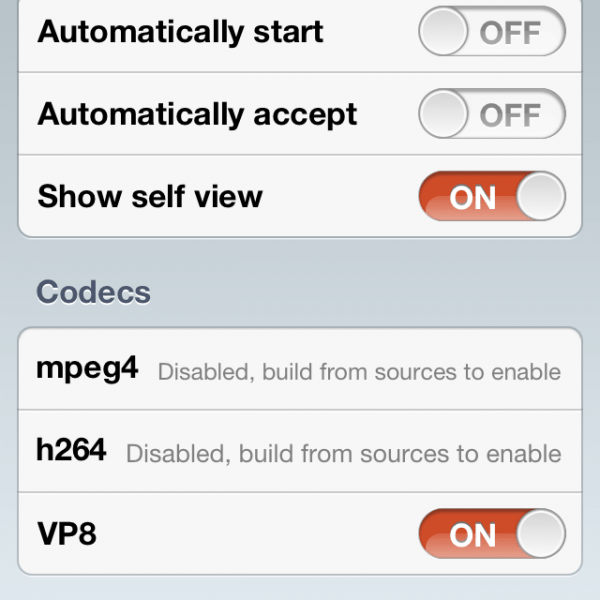 Automatically start OFF
Automatically accept OFF
Show self view ON
Codecs
mpeg4 Disabled, build from sources to enable
h264 Disabled, build from sources to enable
VP8 ON